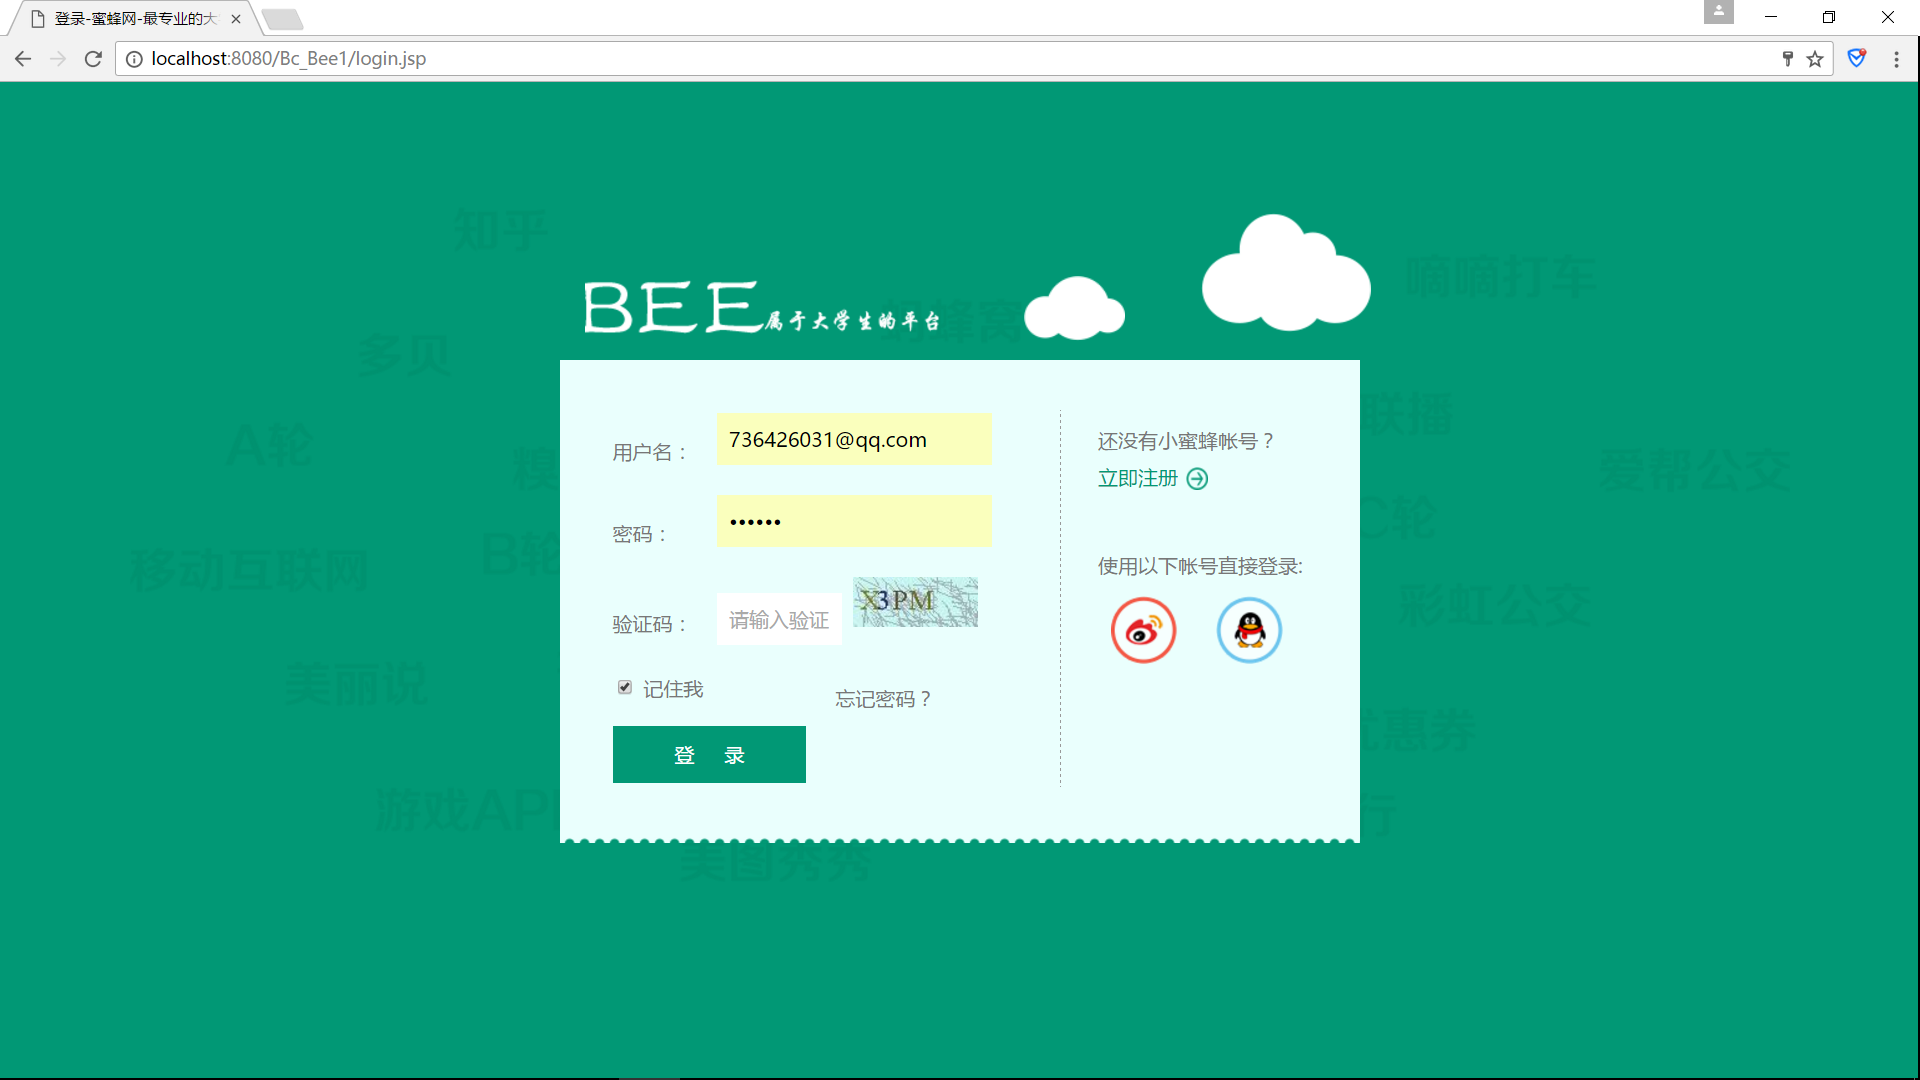 登录-蜜蜂网-最专业的大
localhost:8080/Bc_Bee1/login.jsp
知乎
嘀嘀打车
BEE属于大学生的平台
蚂蜂窝
多贝
联播
A轮
糗
爱帮公交
C轮
移动互联网
B轮
彩虹公交
美丽说
优惠券
游戏API
行
美图秀秀
用户名：
736426031@qq.com
密码：
••••••
验证码：
请输入验证
X3PM
记住我
忘记密码？
登 录
还没有小蜜蜂帐号？
立即注册
使用以下帐号直接登录: